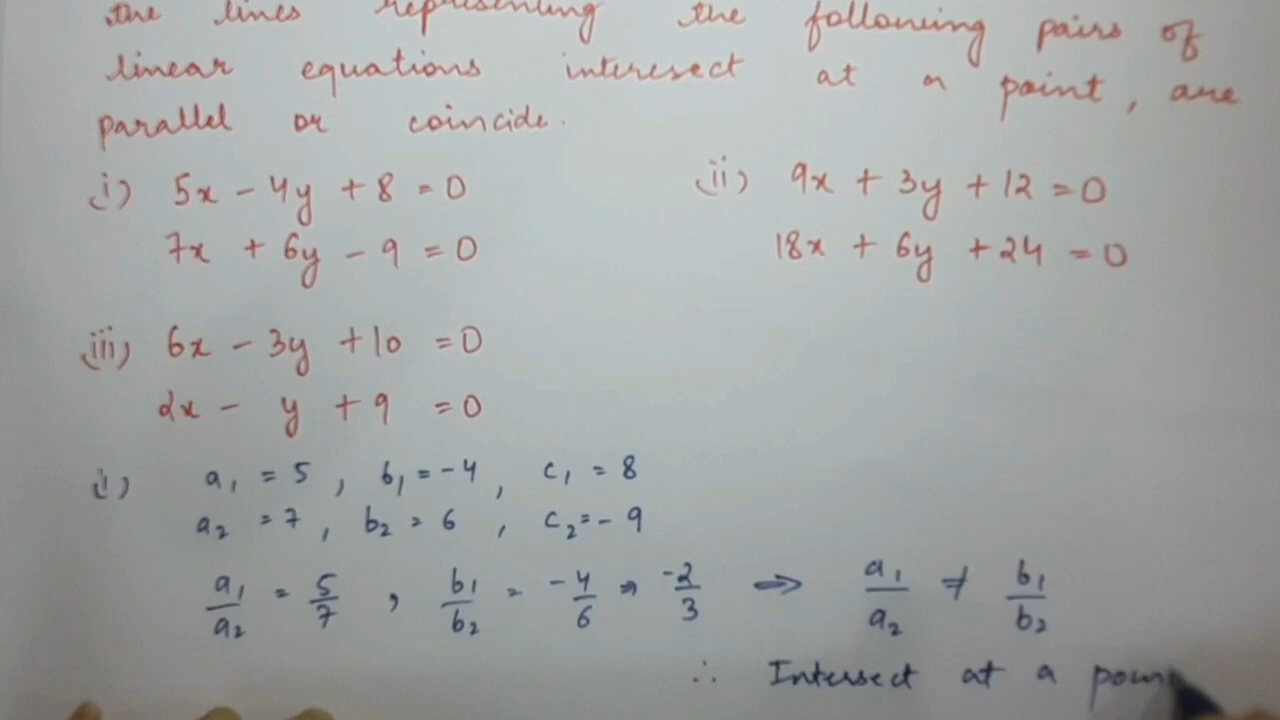 the lines representing the following pairs of
linear equations interesect at a point, are
parallel or coincide.
i) 5x - 4y + 8 = 0
7x + 6y - 9 = 0
ii) 9x + 3y + 12 = 0
18x + 6y + 24 = 0
iii) 6x - 3y + 10 = 0
2x - y + 9 = 0
i) a₁ = 5, b₁ = -4, c₁ = 8
a₂ = 7, b₂ = 6, c₂ = -9
a₁/a₂ = 5/7, b₁/b₂ = -4/6 ⇒ -2/3 ⇒ a₁/a₂ ≠ b₁/b₂
∴ Intersect at a poin